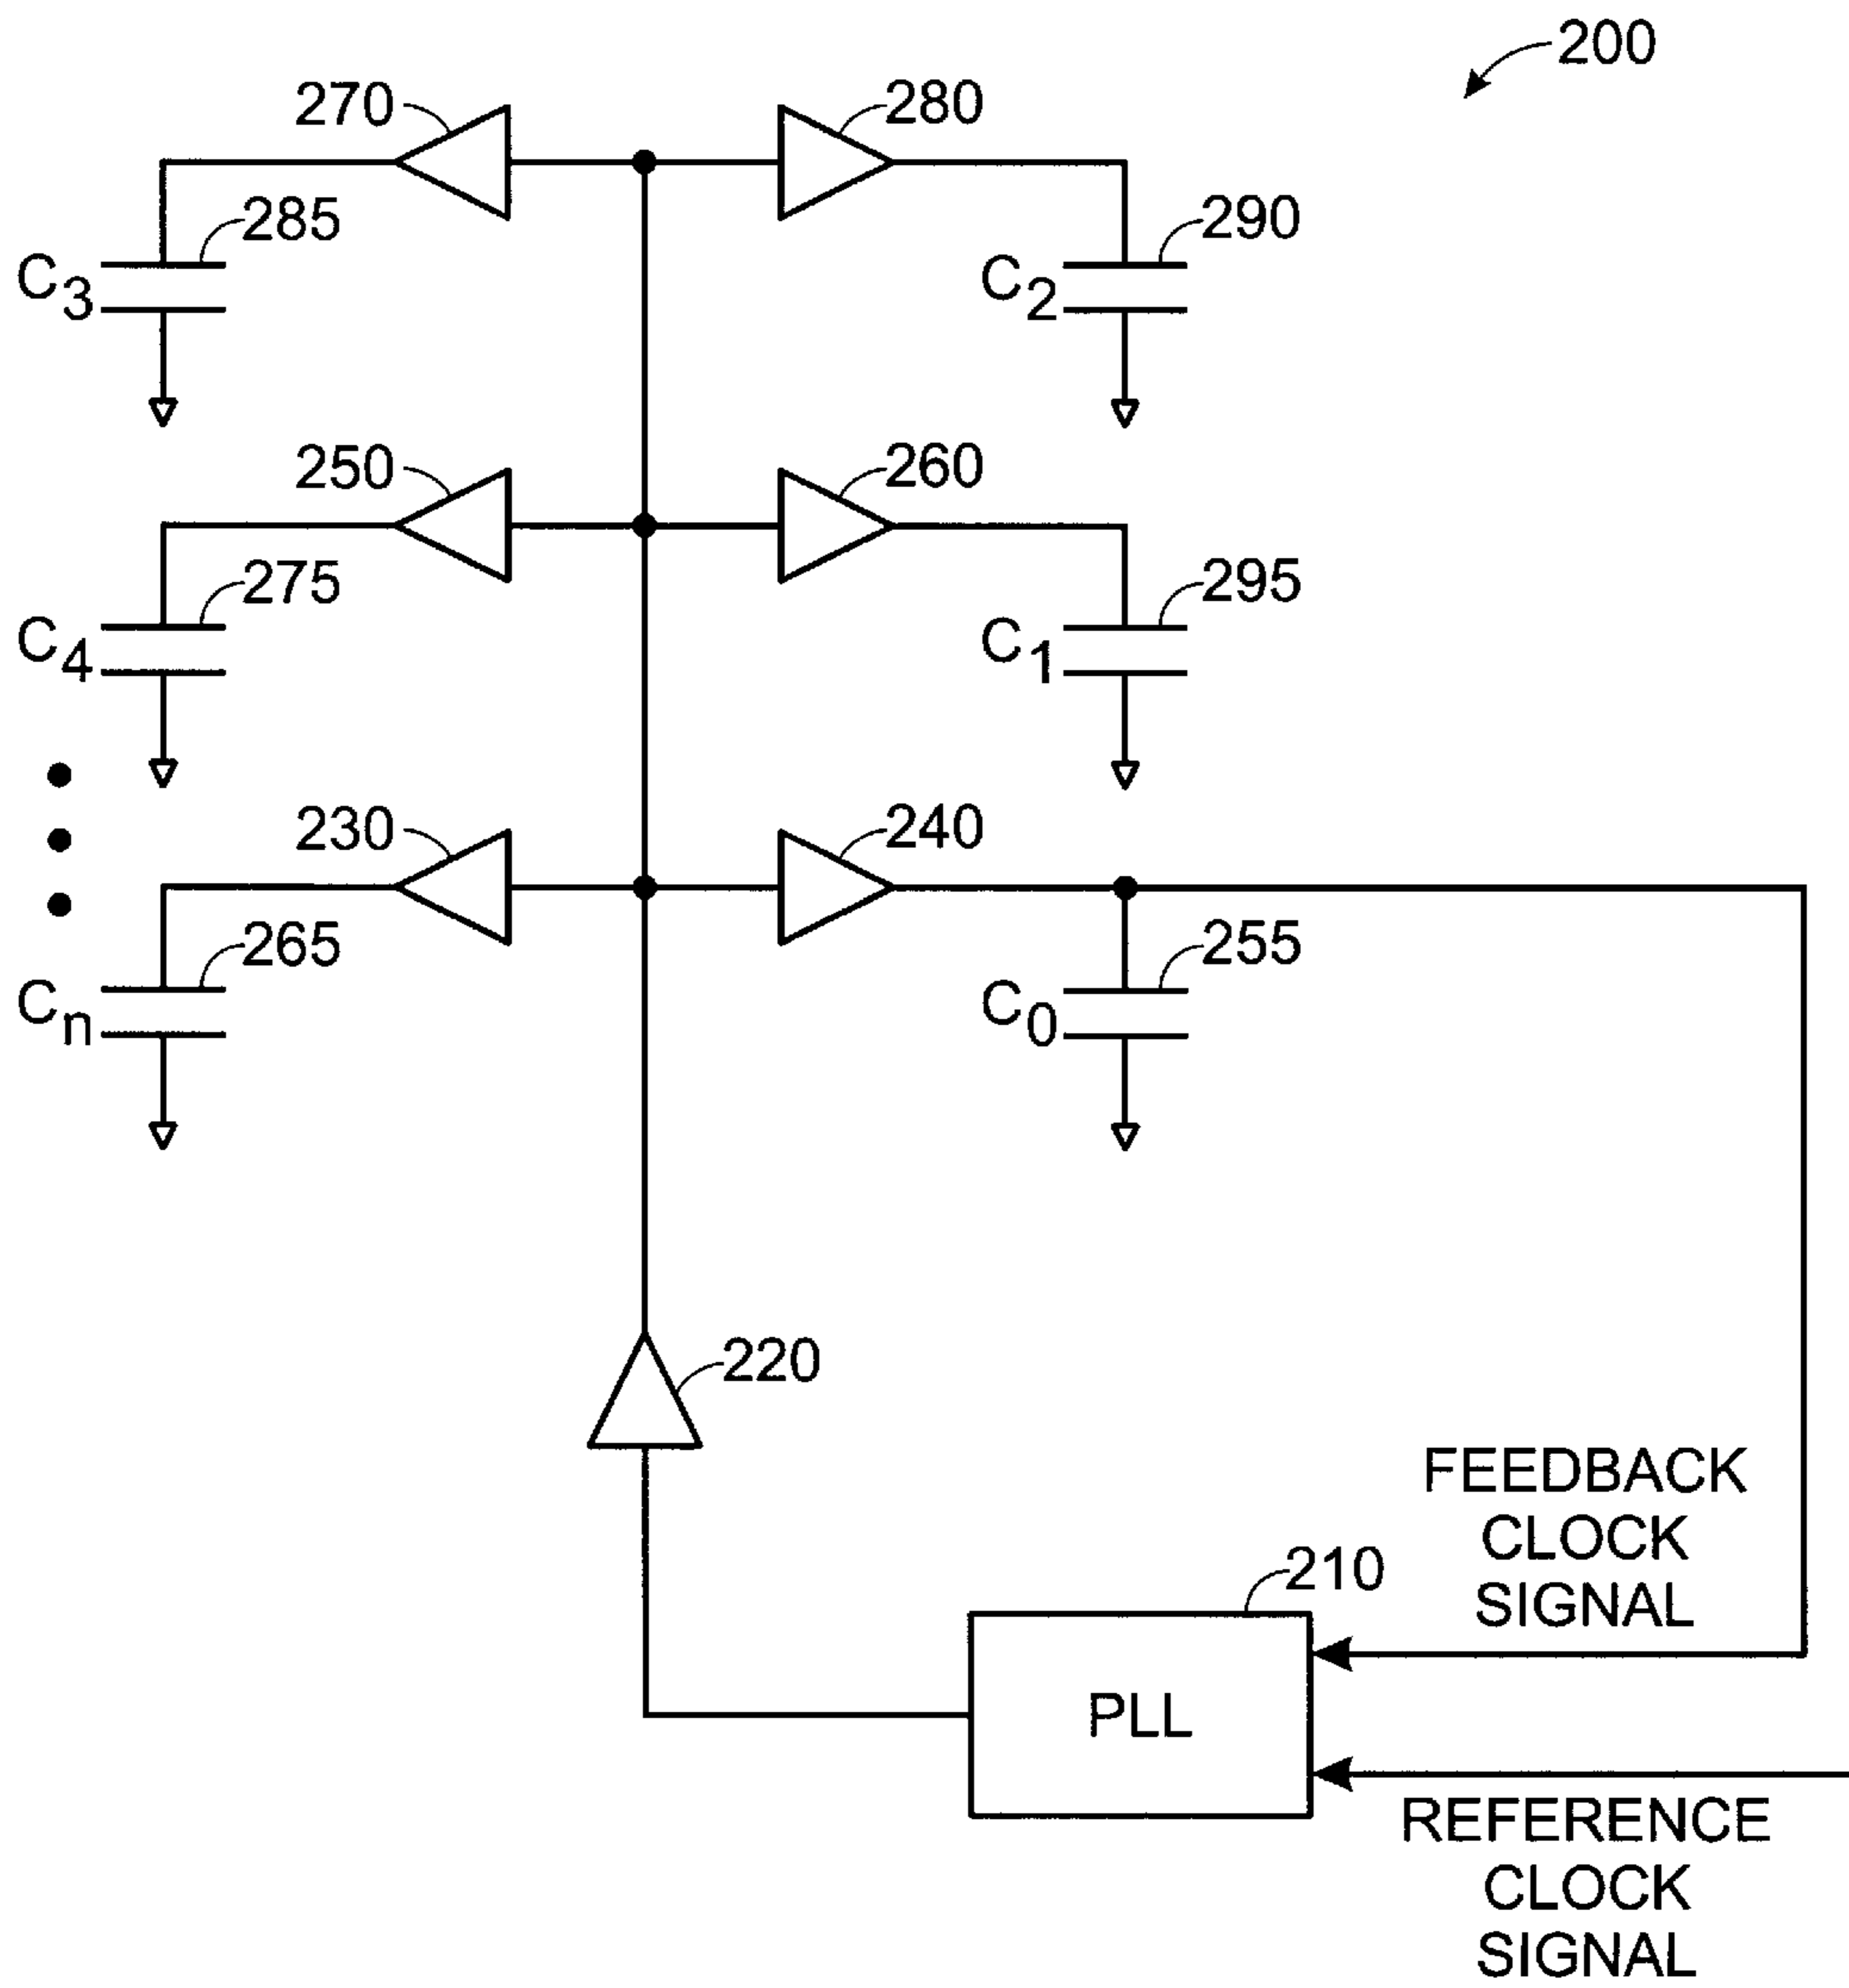 200
270
280
285
290
C3
C2
250
260
275
295
C4
C1
230
240
265
255
Cn
C0
220
FEEDBACK
CLOCK
SIGNAL
210
PLL
REFERENCE
CLOCK
SIGNAL